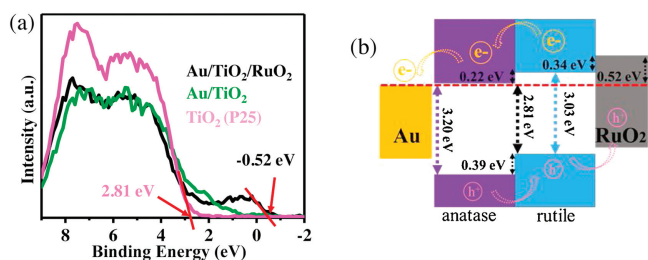 (a)
Au/TiO₂/RuO₂
Au/TiO₂
TiO₂ (P25)
-0.52 eV
2.81 eV
Intensity (a.u.)
8 6 4 2 0 -2
Binding Energy (eV)
(b)
e- e- e-
0.22 eV 0.34 eV 0.52 eV
3.20 eV 2.81 eV 3.03 eV
Au
0.39 eV
h⁺
RuO₂
h⁺ h⁺
anatase rutile